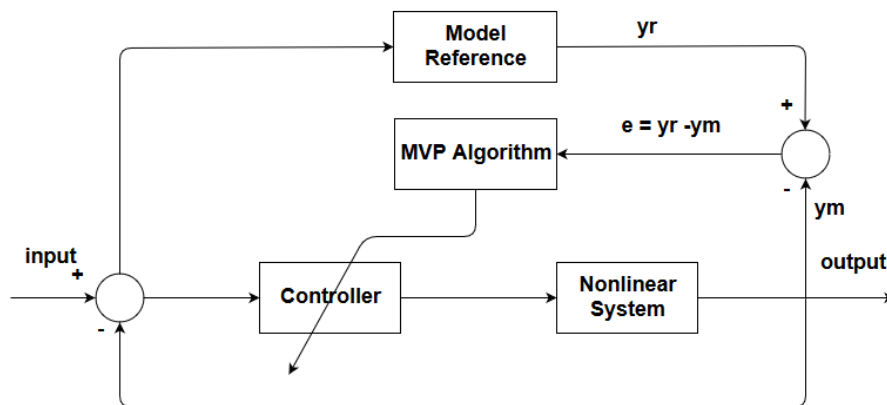 Model
Reference
yr
+
e = yr -ym
MVP Algorithm
-
ym
input
+
output
Controller
Nonlinear
System
-